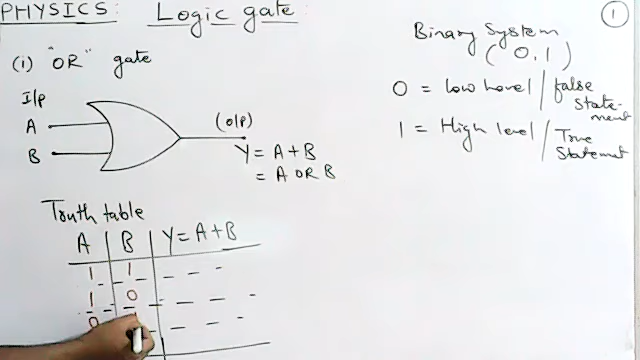 PHYSICS: Logic gate
1
(i) "OR" gate
I/p
A
B
(O/P)
Y = A + B
= A OR B
Binary System
(0, 1)
0 = Low level / false statement
1 = High level / True Statement
Truth table
A B Y = A + B
1 1
1 0
0